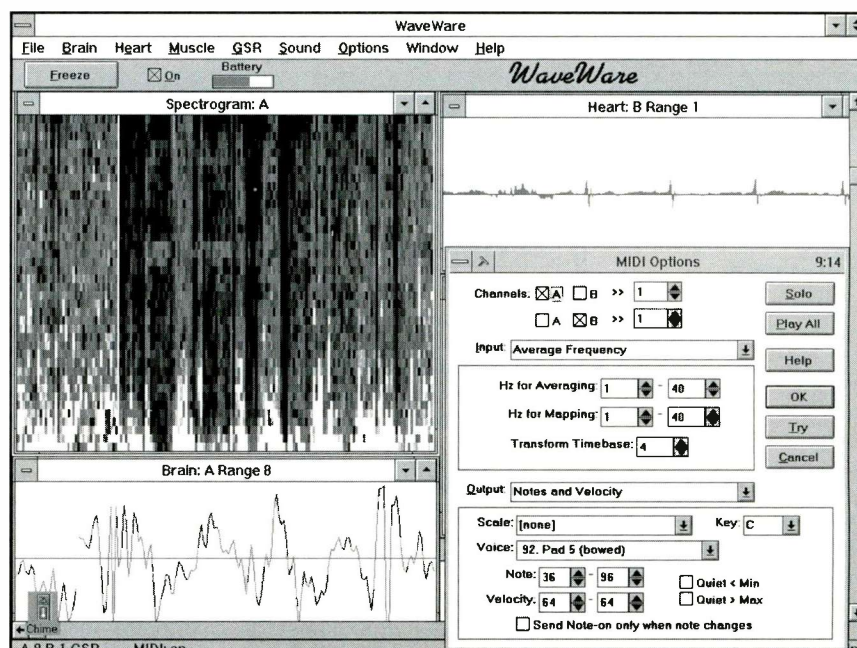 WaveWare
File Brain Heart Muscle GSR Sound Options Window Help
Freeze On Battery WaveWare
Spectrogram: A
Heart: B Range 1
MIDI Options 9:14
Channels: A B >> 1 Solo
A B >> 1 Play All
Input: Average Frequency
Help
Hz for Averaging: 1 - 40
OK
Hz for Mapping: 1 - 40
Try
Transform Timebase: 4
Cancel
Brain: A Range 8
Output: Notes and Velocity
Scale: [none] Key: C
Voice: 92. Pad 5 (bowed)
Note: 36 - 96 Quiet < Min
Velocity: 64 - 64 Quiet > Max
Send Note-on only when note changes
Chime